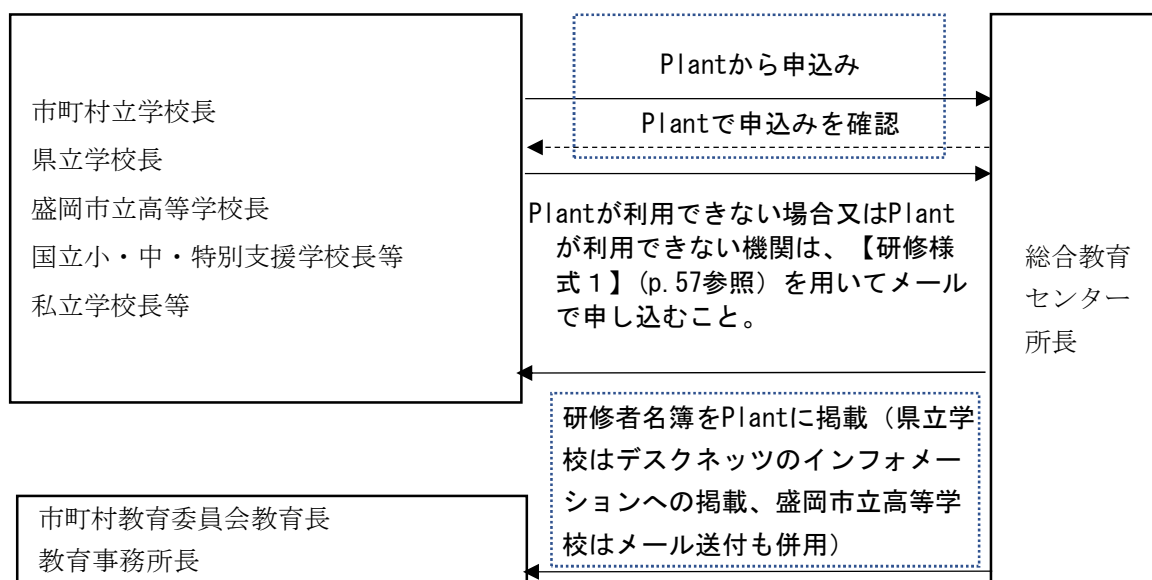 市町村立学校長
県立学校長
盛岡市立高等学校長
国立小・中・特別支援学校長等
私立学校長等
Plantから申込み
Plantで申込みを確認
Plantが利用できない場合又はPlant
が利用できない機関は、【研修様
式１】(p.57参照）を用いてメール
で申し込むこと。
総合教育
センター
所長
研修者名簿をPlantに掲載（県立学
校はデスクネッツのインフォメー
ションへの掲載、盛岡市立高等学
校はメール送付も併用）
市町村教育委員会教育長
教育事務所長